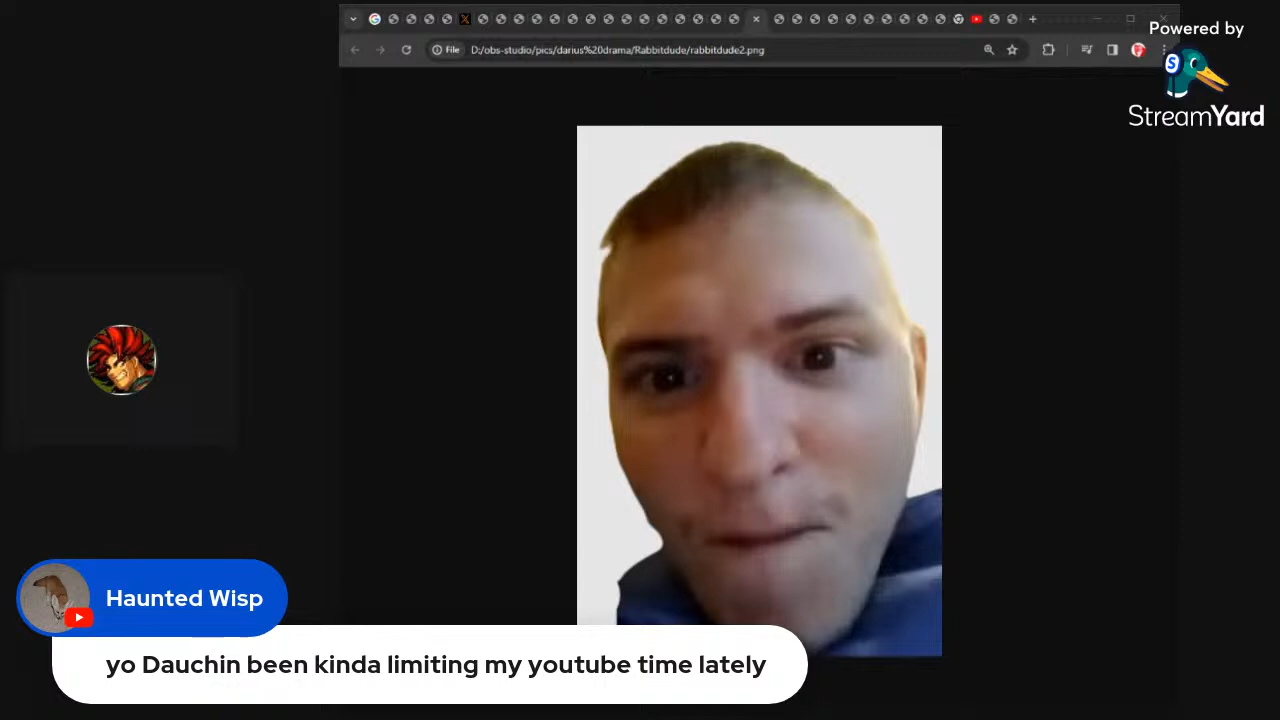 File
D:/obs-studio/pics/darius%20drama/Rabbitdude/rabbitdude2.png
Powered by
StreamYard
Haunted Wisp
yo Dauchin been kinda limiting my youtube time lately